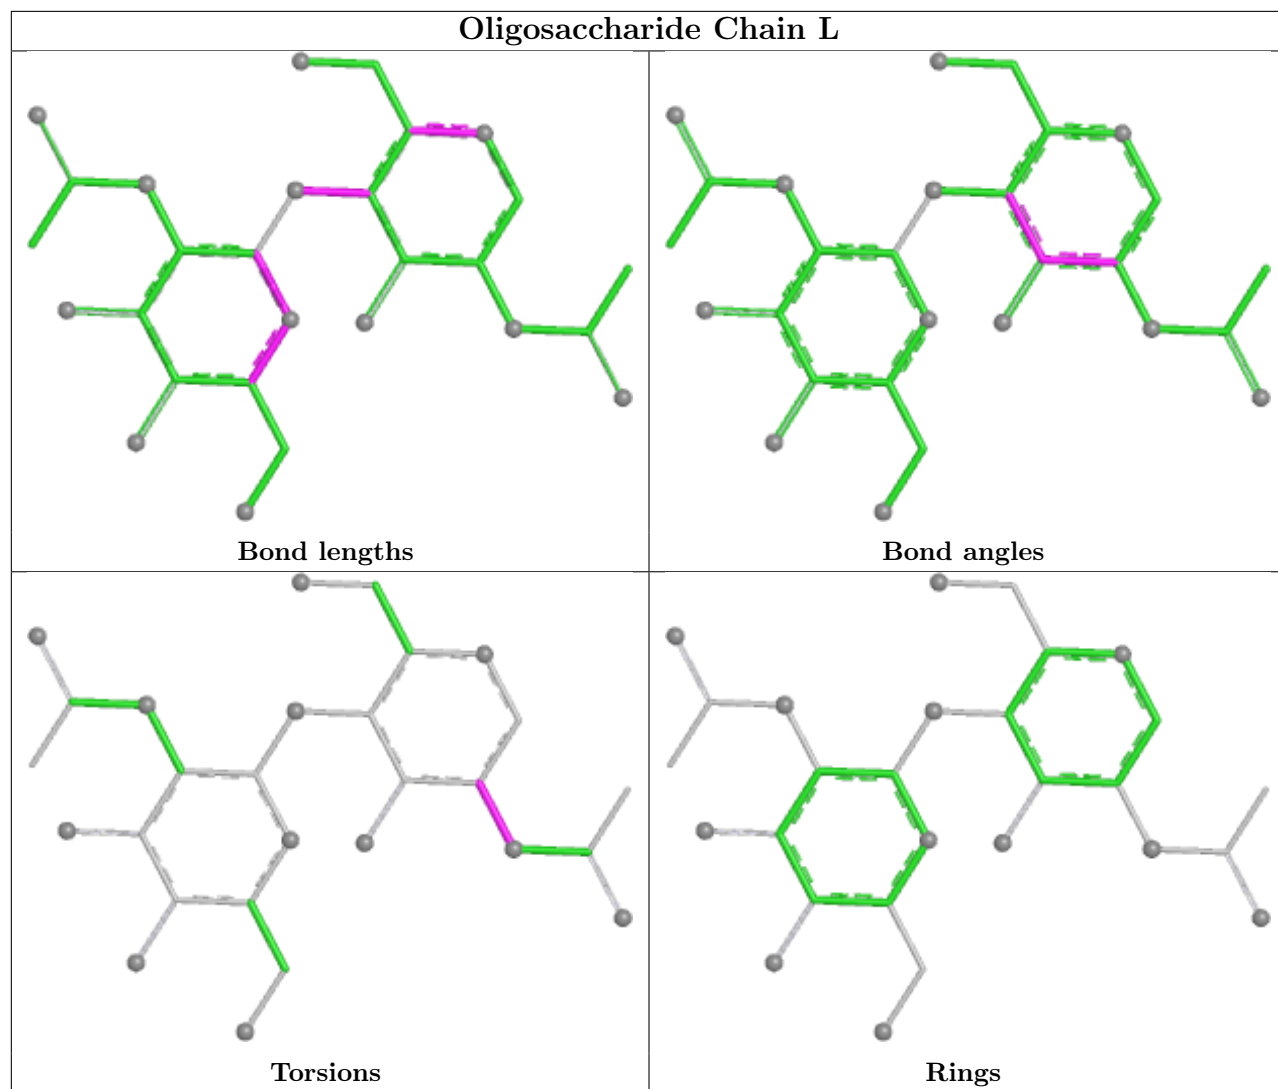 Oligosaccharide Chain L
Bond lengths
Bond angles
Torsions
Rings